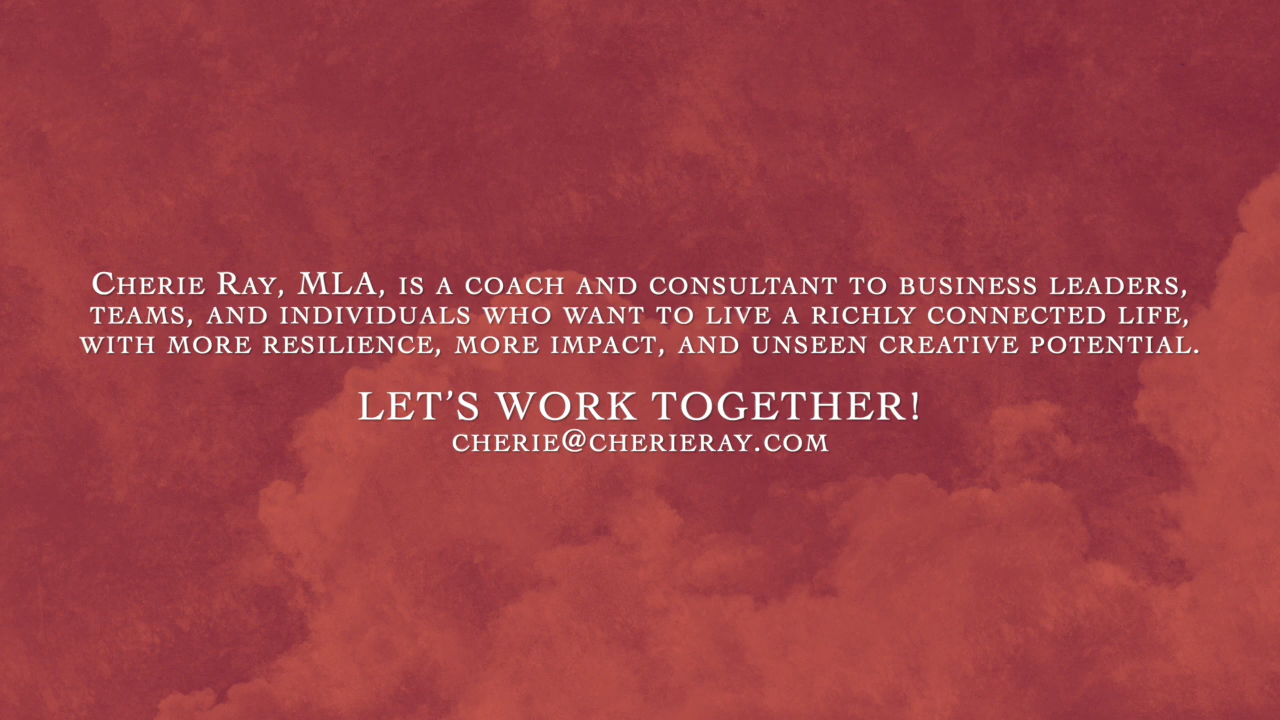 Cherie Ray, MLA, is a coach and consultant to business leaders,
teams, and individuals who want to live a richly connected life,
with more resilience, more impact, and unseen creative potential.
LET'S WORK TOGETHER!
cherie@cherieray.com